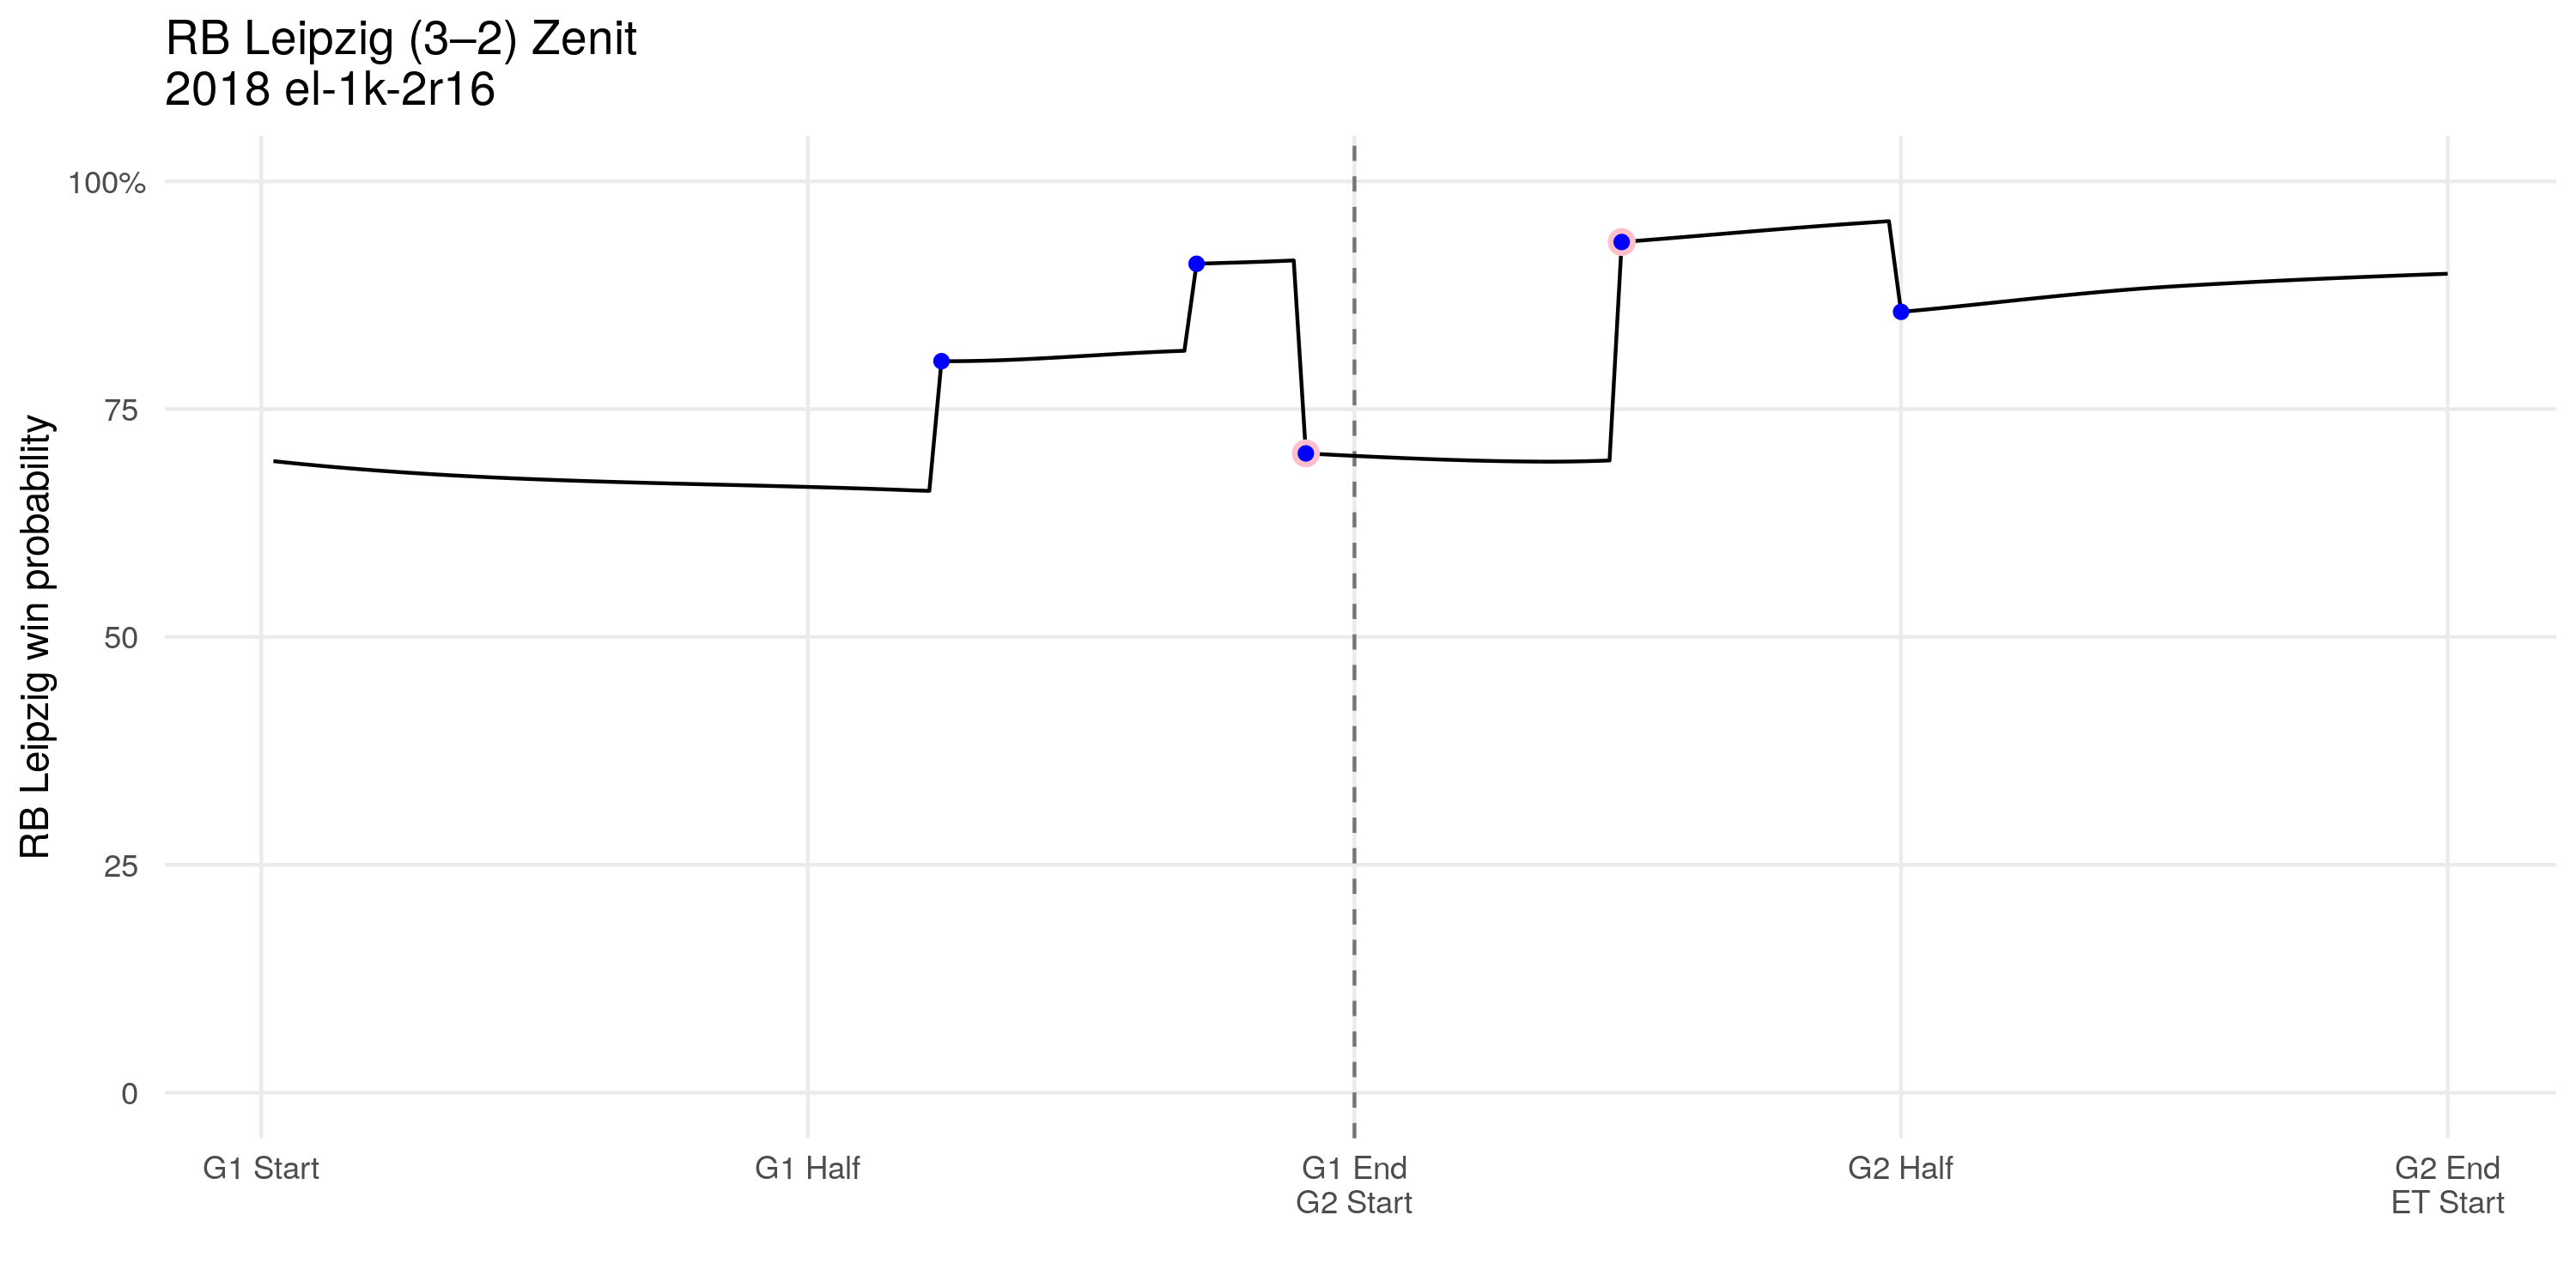 RB Leipzig (3–2) Zenit
2018 el-1k-2r16
RB Leipzig win probability
100%
75
50
25
0
G1 Start
G1 Half
G1 End
G2 Start
G2 Half
G2 End
ET Start